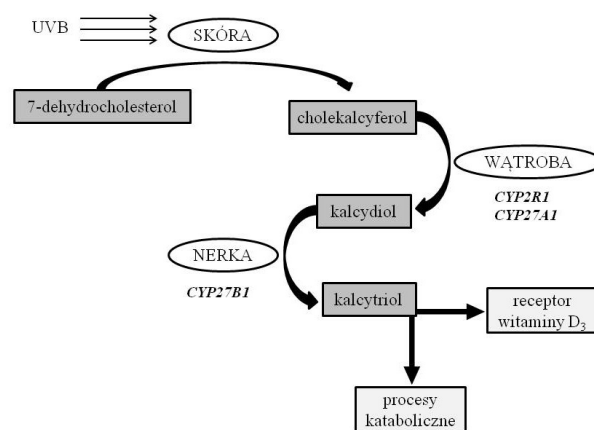 UVB
SKÓRA
7-dehydrocholesterol
cholekalcyferol
WĄTROBA
CYP2R1
CYP27A1
kalcydiol
NERKA
CYP27B1
kalcytriol
receptor
witaminy D₃
procesy
kataboliczne